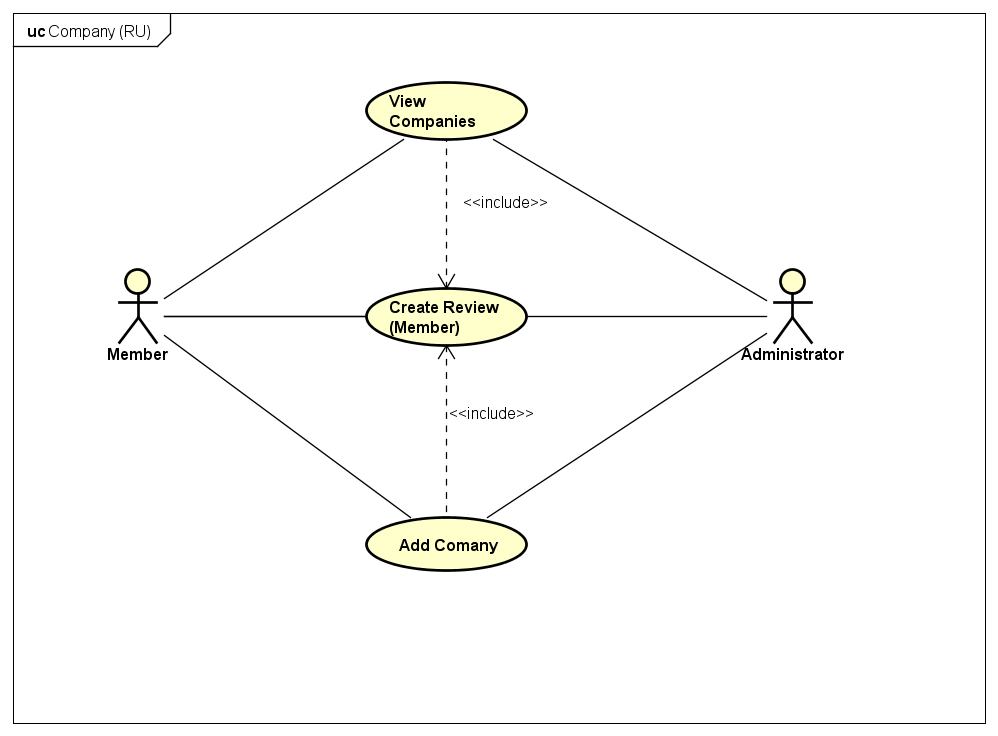 uc Company (RU)
View
Companies
<<include>>
Create Review
(Member)
Member
Administrator
<<include>>
Add Comany